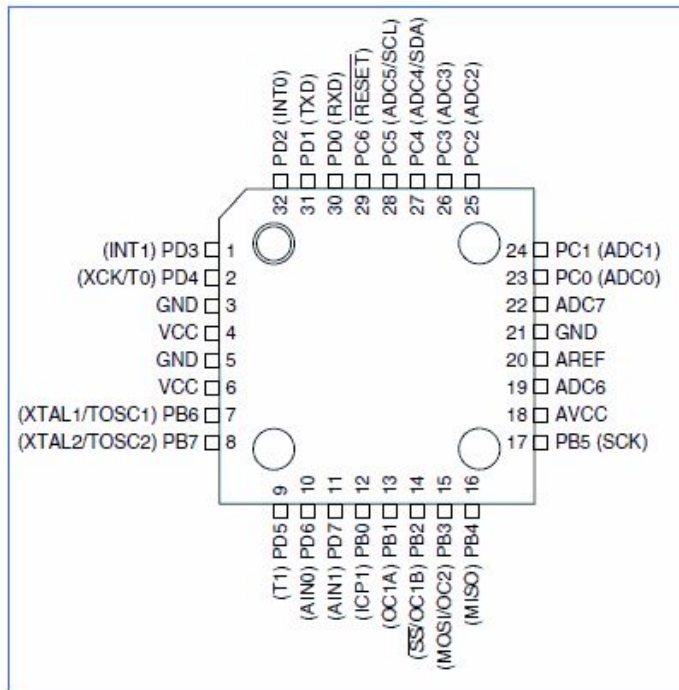 PD2 (INT0)
PD1 (TXD)
PD0 (RXD)
PC6 (RESET)
PC5 (ADC5/SCL)
PC4 (ADC4/SDA)
PC3 (ADC3)
PC2 (ADC2)
32
31
30
29
28
27
26
25
(INT1) PD3 1
(XCK/T0) PD4 2
GND 3
VCC 4
GND 5
VCC 6
(XTAL1/TOSC1) PB6 7
(XTAL2/TOSC2) PB7 8
24 PC1 (ADC1)
23 PC0 (ADC0)
22 ADC7
21 GND
20 AREF
19 ADC6
18 AVCC
17 PB5 (SCK)
9
10
11
12
13
14
15
16
(T1) PD5
(AIN0) PD6
(AIN1) PD7
(ICP1) PB0
(OC1A) PB1
(SS/OC1B) PB2
(MOSI/OC2) PB3
(MISO) PB4